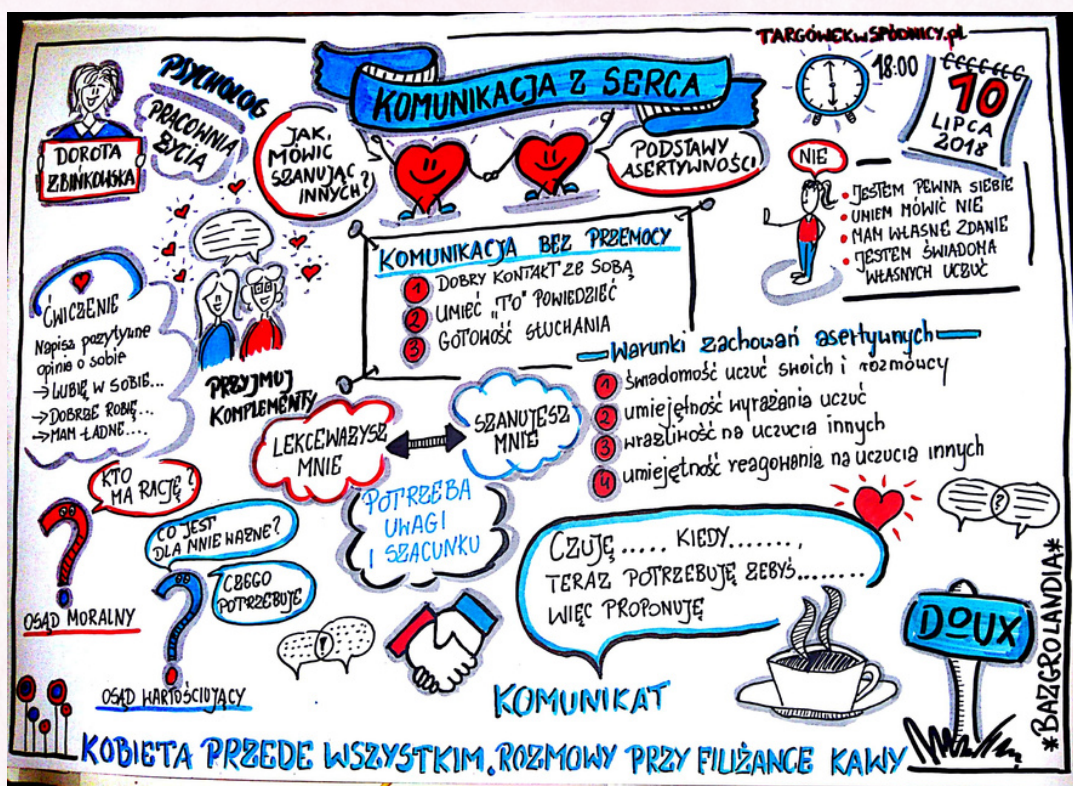 TARGÓWEKwSPÓDNICY.pl
KOMUNIKACJA Z SERCA
18:00
10
LIPCA
2018
PSYCHOLOG
PRACOWNIA
ŻYCIA
DOROTA
ZBIŃKOWSKA
JAK,
MÓWIĆ
SZANUJĄC
INNYCH?
PODSTAWY
ASERTYWNOŚCI
NIE
JESTEM PEWNA SIEBIE
UMIEM MÓWIĆ NIE
MAM WŁASNE ZDANIE
JESTEM ŚWIADOMA
WŁASNYCH UCZUĆ
KOMUNIKACJA BEZ PRZEMOCY
1 DOBRY KONTAKT ZE SOBĄ
2 UMIEĆ „TO" POWIEDZIEĆ
3 GOTOWOŚĆ SŁUCHANIA
ĆWICZENIE
Napisz pozytywne
opinie o sobie
→ LUBIĘ W SOBIE...
→ DOBRZE ROBIĘ...
→ MAM ŁADNE....
PRZYJMUJ
KOMPLEMENTY
Warunki zachowań asertywnych
1 świadomość uczuć swoich i rozmówcy
2 umiejętność wyrażania uczuć
3 wrażliwość na uczucia innych
4 umiejętność reagowania na uczucia innych
LEKCEWAŻYSZ
MNIE
SZANUJESZ
MNIE
POTRZEBA
UWAGI
I SZACUNKU
KTO
MA RACJĘ?
OSĄD MORALNY
CO JEST
DLA MNIE WAŻNE?
CZEGO
POTRZEBUJĘ
OSĄD WARTOŚCIUJĄCY
CZUJĘ ..... KIEDY.......,
TERAZ POTRZEBUJĘ ŻEBYŚ........
WIĘC PROPONUJĘ
KOMUNIKAT
DOUX
*BAZGROLANDIA*
KOBIETA PRZEDE WSZYSTKIM. ROZMOWY PRZY FILIŻANCE KAWY